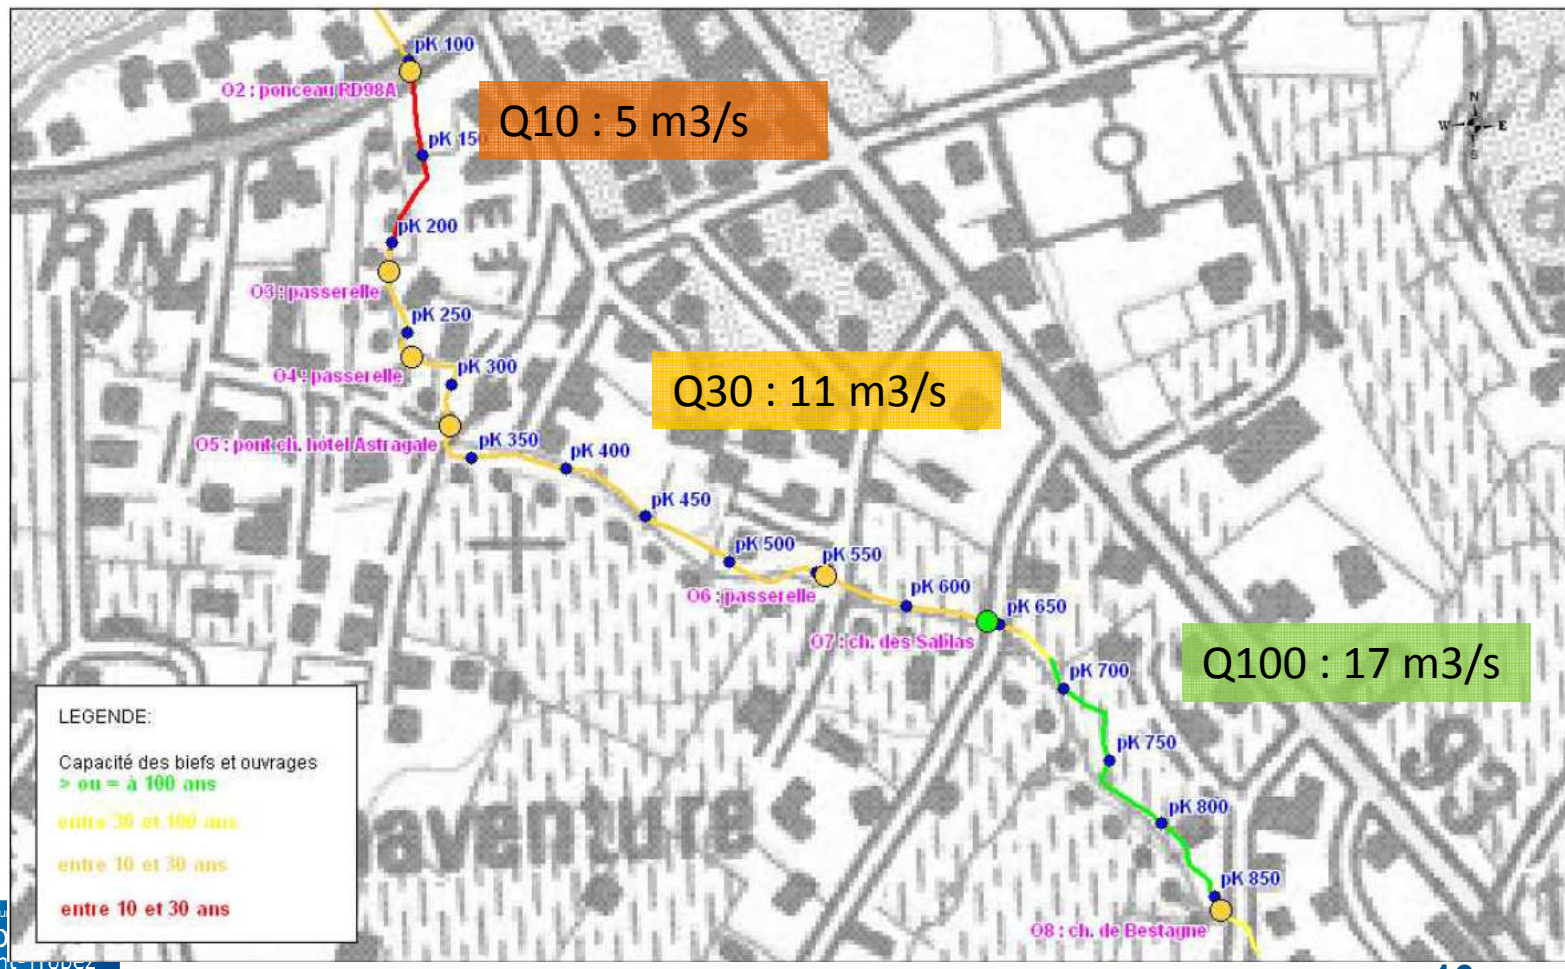 pK 100
O2 : ponceau RD98A
Q10 : 5 m3/s
pK 150
N
W
E
S
pK 200
RN
O3 : passerelle
pK 250
O4 : passerelle
pK 300
Q30 : 11 m3/s
O5 : pont ch. hôtel Astragale
pK 350
pK 400
pK 450
pK 500
pK 550
O6 : passerelle
pK 600
pK 650
O7 : ch. des Sablas
Q100 : 17 m3/s
pK 700
pK 750
pK 800
aventure
93
pK 850
O8 : ch. de Bestagne
LEGENDE:
Capacité des biefs et ouvrages
> ou = à 100 ans
entre 30 et 100 ans
entre 10 et 30 ans
entre 10 et 30 ans